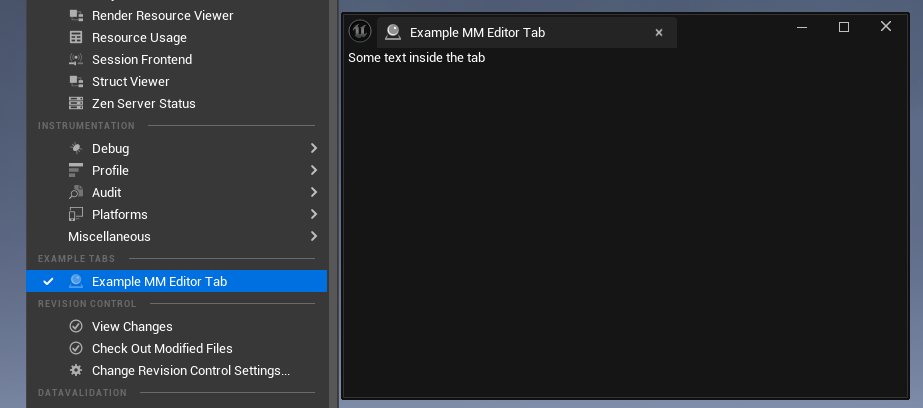 Render Resource Viewer
Resource Usage
Session Frontend
Struct Viewer
Zen Server Status
INSTRUMENTATION
Debug
Profile
Audit
Platforms
Miscellaneous
EXAMPLE TABS
Example MM Editor Tab
REVISION CONTROL
View Changes
Check Out Modified Files
Change Revision Control Settings...
DATAVALIDATION
Example MM Editor Tab
Some text inside the tab